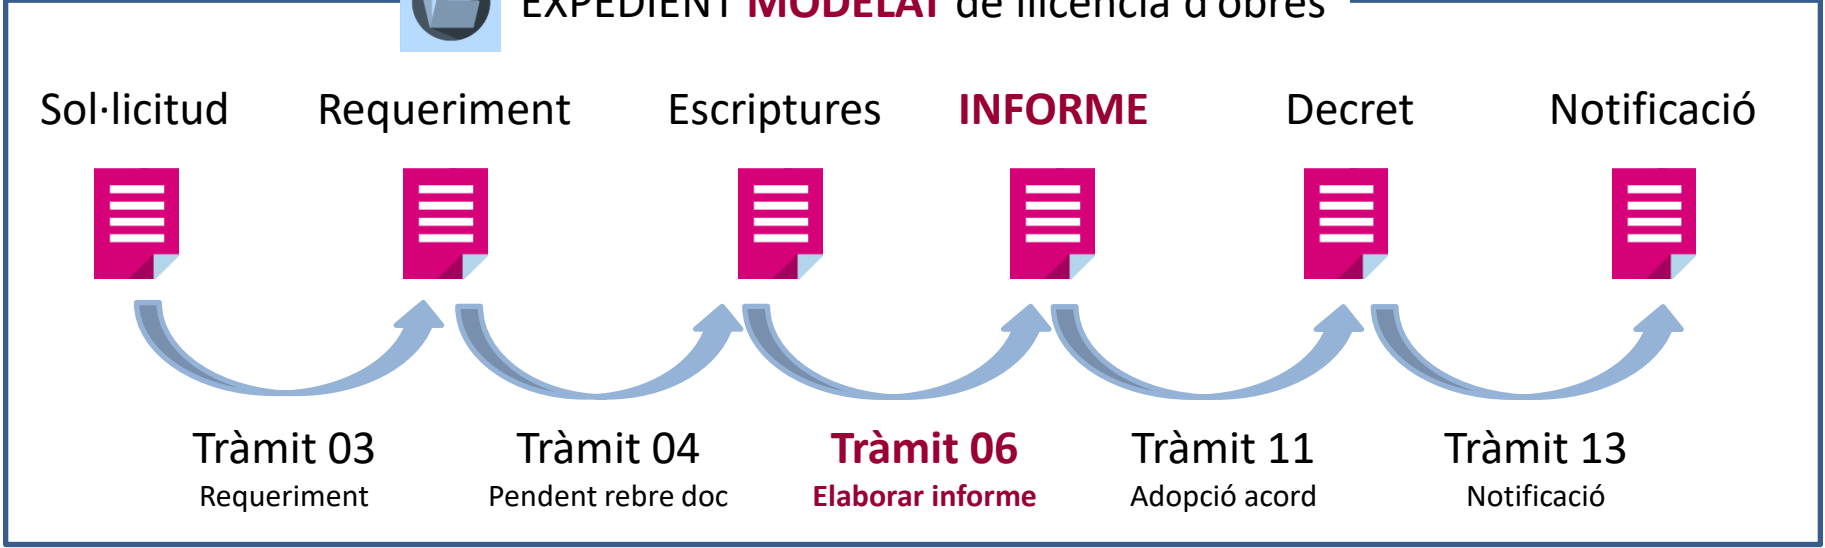 EXPEDIENT MODELAT de llicència d'obres
Sol·licitud Requeriment Escriptures INFORME Decret Notificació
Tràmit 03 Tràmit 04 Tràmit 06 Tràmit 11 Tràmit 13
Requeriment Pendent rebre doc Elaborar informe Adopció acord Notificació